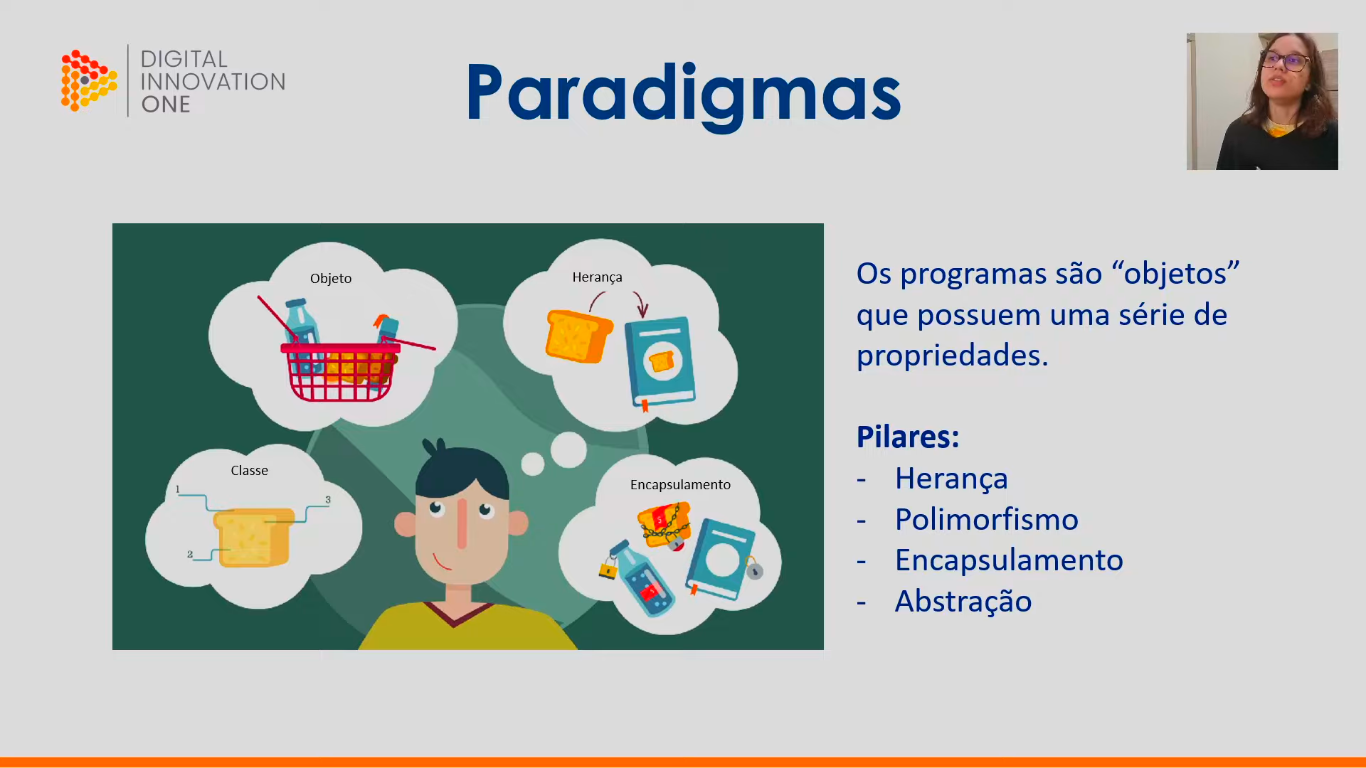 DIGITAL
INNOVATION
ONE
Paradigmas
Objeto
Herança
Classe
1
3
2
Encapsulamento
Os programas são “objetos”
que possuem uma série de
propriedades.
Pilares:
- Herança
- Polimorfismo
- Encapsulamento
- Abstração